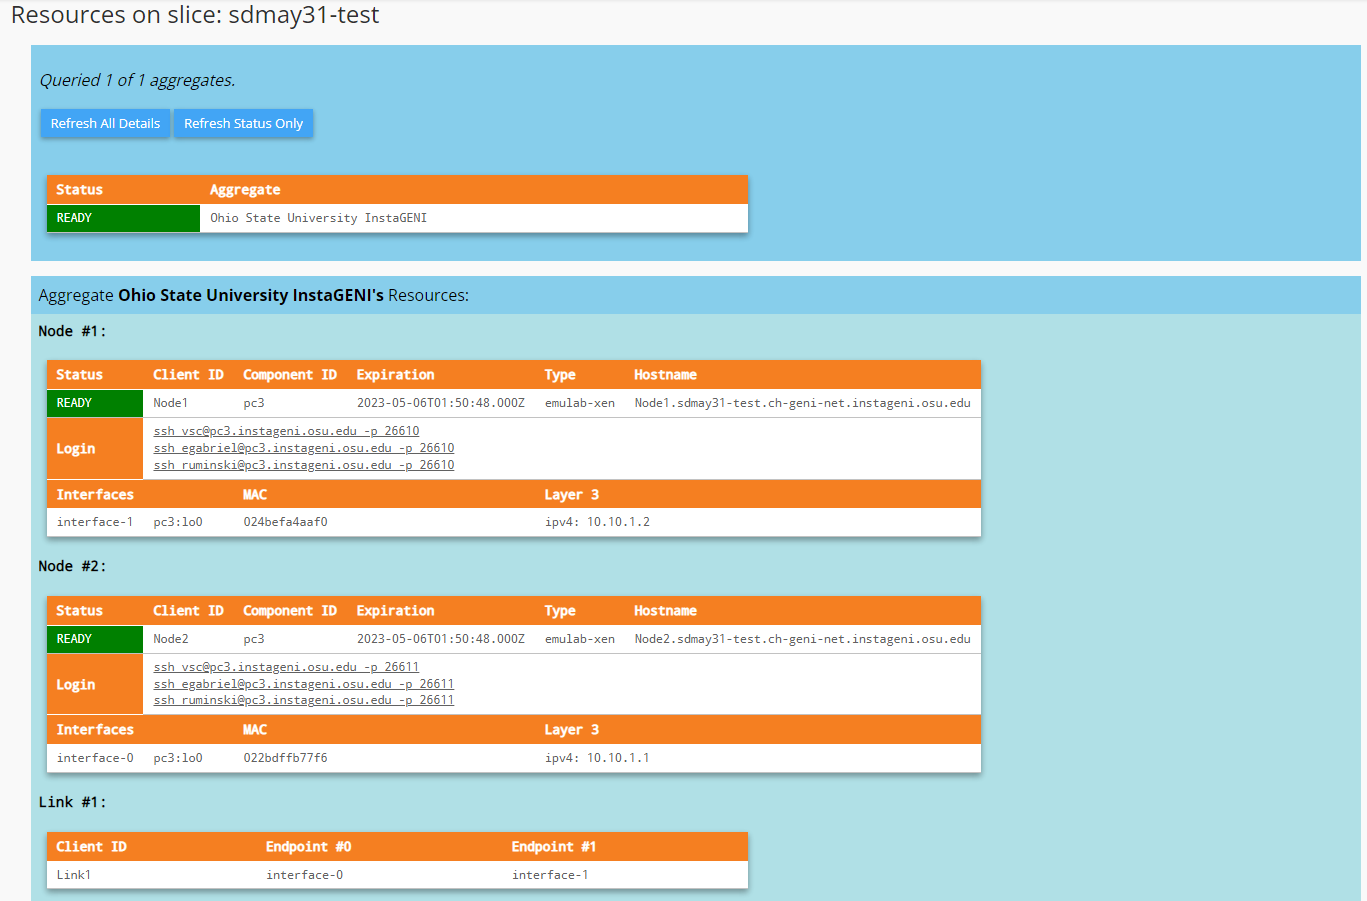 Resources on slice: sdmay31-test
Queried 1 of 1 aggregates.
Refresh All Details Refresh Status Only
Status Aggregate
READY Ohio State University InstaGENI
Aggregate Ohio State University InstaGENI's Resources:
Node #1:
Status Client ID Component ID Expiration Type Hostname
READY Node1 pc3 2023-05-06T01:50:48.000Z emulab-xen Node1.sdmay31-test.ch-geni-net.instageni.osu.edu
Login
ssh vsc@pc3.instageni.osu.edu -p 26610
ssh egabriel@pc3.instageni.osu.edu -p 26610
ssh ruminski@pc3.instageni.osu.edu -p 26610
Interfaces MAC Layer 3
interface-1 pc3:lo0 024befa4aaf0 ipv4: 10.10.1.2
Node #2:
Status Client ID Component ID Expiration Type Hostname
READY Node2 pc3 2023-05-06T01:50:48.000Z emulab-xen Node2.sdmay31-test.ch-geni-net.instageni.osu.edu
Login
ssh vsc@pc3.instageni.osu.edu -p 26611
ssh egabriel@pc3.instageni.osu.edu -p 26611
ssh ruminski@pc3.instageni.osu.edu -p 26611
Interfaces MAC Layer 3
interface-0 pc3:lo0 022bdffb77f6 ipv4: 10.10.1.1
Link #1:
Client ID Endpoint #0 Endpoint #1
Link1 interface-0 interface-1